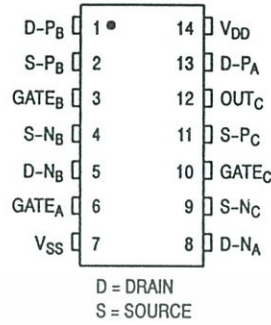 D-PB 1 14 VDD
S-PB 2 13 D-PA
GATEB 3 12 OUTC
S-NB 4 11 S-PC
D-NB 5 10 GATEC
GATEA 6 9 S-NC
VSS 7 8 D-NA
D = DRAIN
S = SOURCE